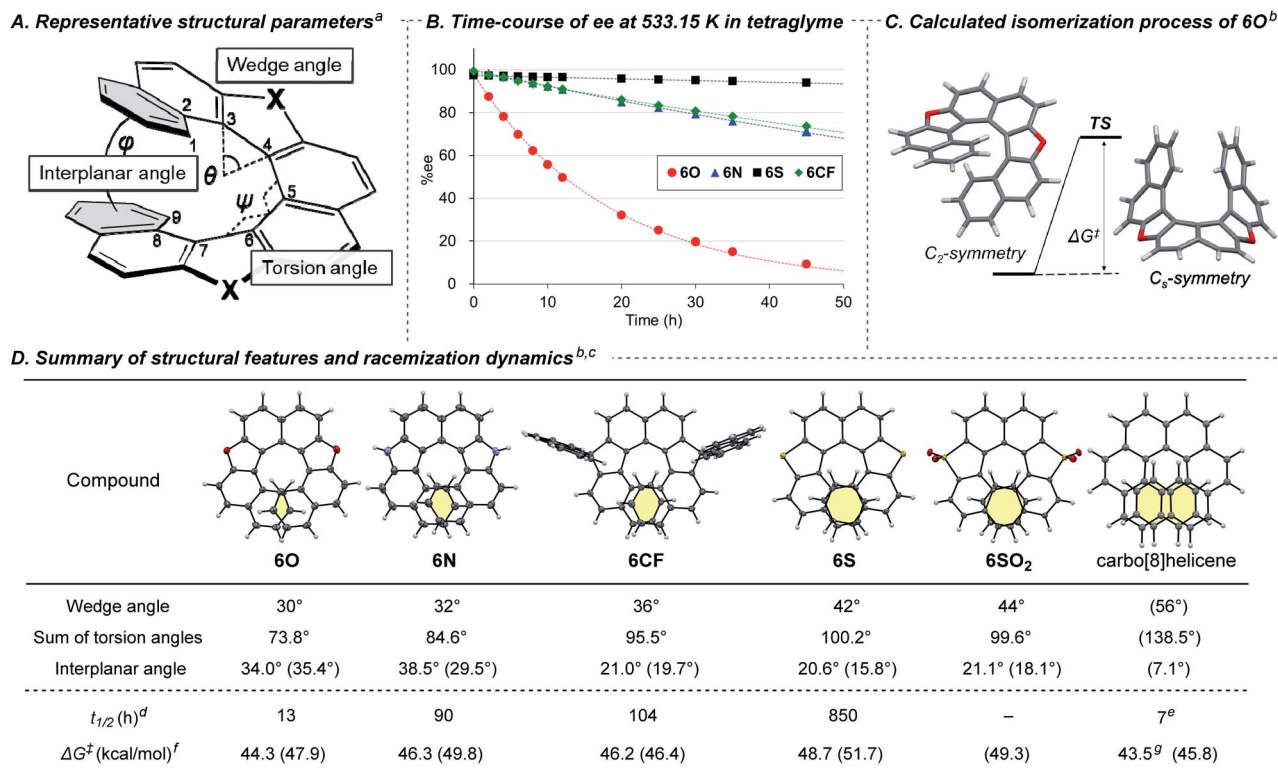 A. Representative structural parametersᵃ
Wedge angle
X
2
3
1
φ
4
Interplanar angle
θ
5
ψ
9
8
7
6
Torsion angle
X
B. Time-course of ee at 533.15 K in tetraglyme
100
80
60
40
20
0
%ee
6O 6N 6S 6CF
0 10 20 30 40 50
Time (h)
C. Calculated isomerization process of 6Oᵇ
TS
ΔG‡
C₂-symmetry
Cₛ-symmetry
D. Summary of structural features and racemization dynamicsᵇ,ᶜ
Compound
6O 6N 6CF 6S 6SO₂ carbo[8]helicene
Wedge angle 30° 32° 36° 42° 44° (56°)
Sum of torsion angles 73.8° 84.6° 95.5° 100.2° 99.6° (138.5°)
Interplanar angle 34.0° (35.4°) 38.5° (29.5°) 21.0° (19.7°) 20.6° (15.8°) 21.1° (18.1°) (7.1°)
t₁/₂ (h)ᵈ 13 90 104 850 – 7ᵉ
ΔG‡ (kcal/mol)ᶠ 44.3 (47.9) 46.3 (49.8) 46.2 (46.4) 48.7 (51.7) (49.3) 43.5ᵍ (45.8)